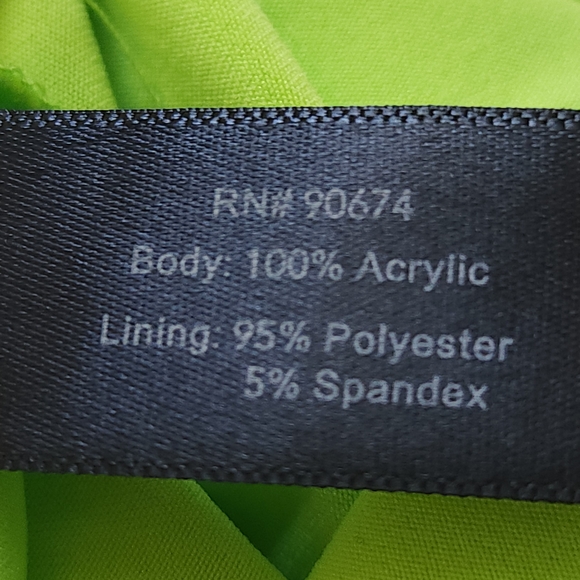 RN# 90674
Body: 100% Acrylic
Lining: 95% Polyester
5% Spandex